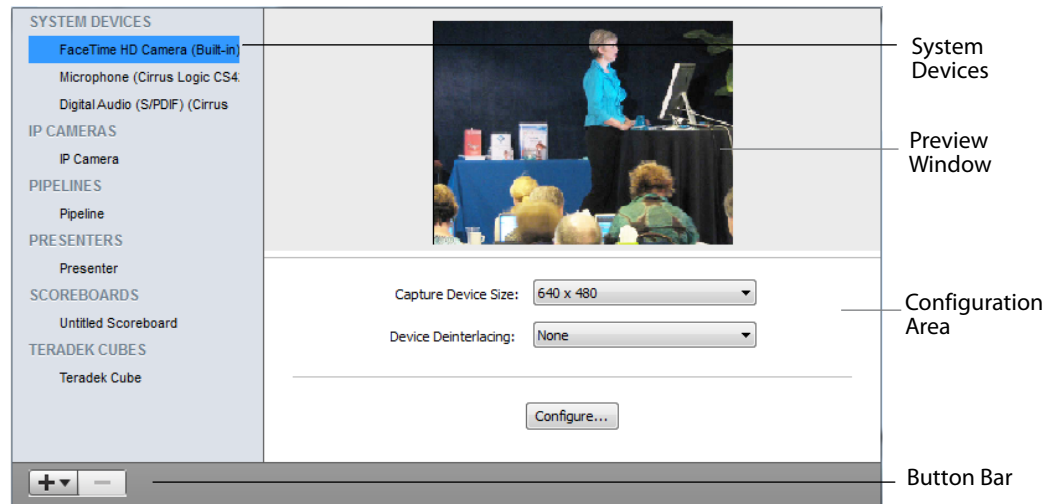 SYSTEM DEVICES
FaceTime HD Camera (Built-in)
Microphone (Cirrus Logic CS4:
Digital Audio (S/PDIF) (Cirrus
IP CAMERAS
IP Camera
PIPELINES
Pipeline
PRESENTERS
Presenter
SCOREBOARDS
Untitled Scoreboard
TERADEK CUBES
Teradek Cube
Capture Device Size: 640 x 480
Device Deinterlacing: None
Configure...
System
Devices
Preview
Window
Configuration
Area
Button Bar